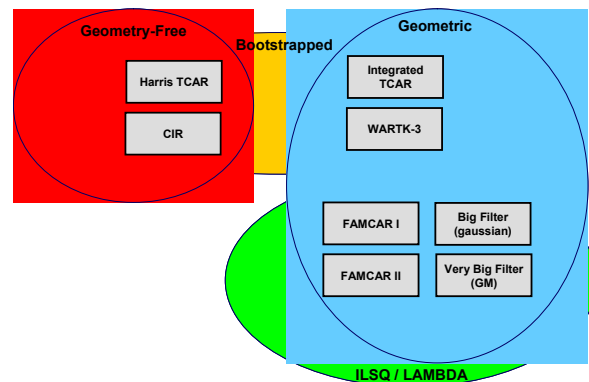 Geometry-Free
Bootstrapped
Geometric
Harris TCAR
CIR
Integrated
TCAR
WARTK-3
FAMCAR I
Big Filter
(gaussian)
FAMCAR II
Very Big Filter
(GM)
ILSQ / LAMBDA